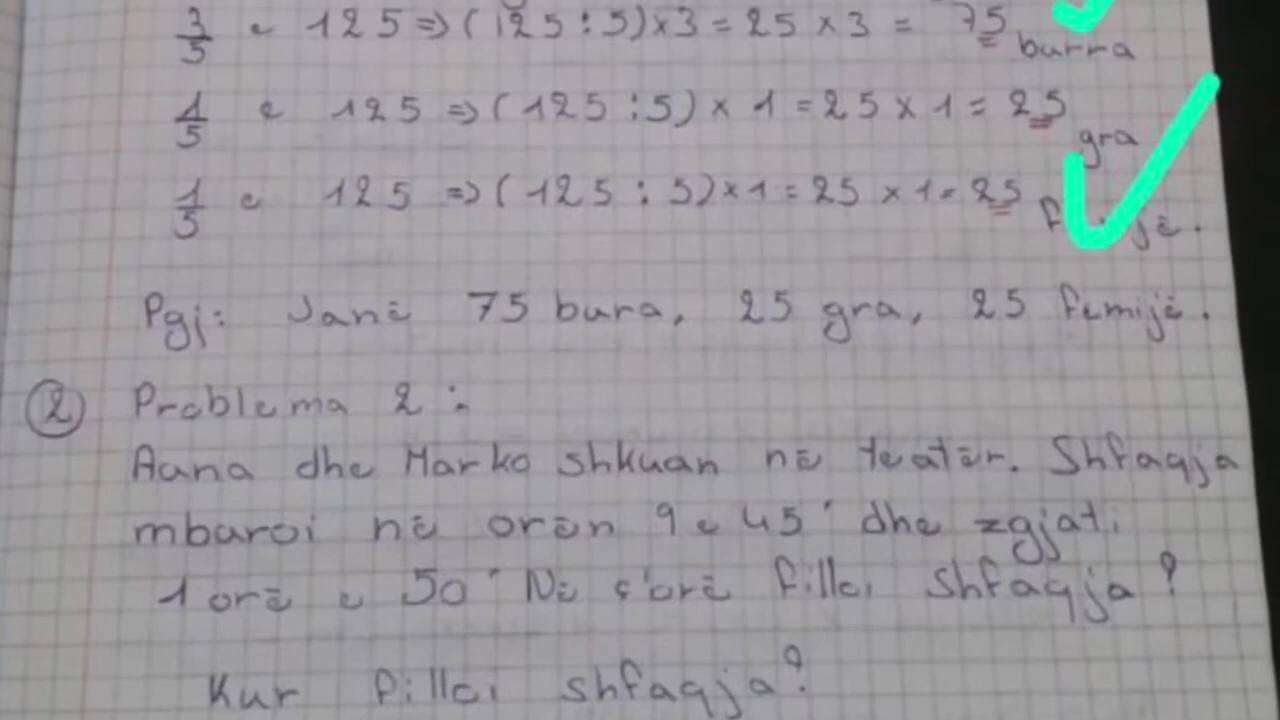 3/5 e 125 => (125 : 5) x 3 = 25 x 3 = 75 burra
1/5 e 125 => (125 : 5) x 1 = 25 x 1 = 25 gra
1/5 e 125 => (125 : 5) x 1 = 25 x 1 = 25
Pgj: Janë 75 bura, 25 gra, 25 fëmijë.
2 Problema 2 :
Aana dhe Marko shkuan në teatër. Shfaqja
mbaroi në orën 9 e 45' dhe zgjati
1 orë e 50' Në ç'orë filloi shfaqja?
Kur filloi shfaqja?